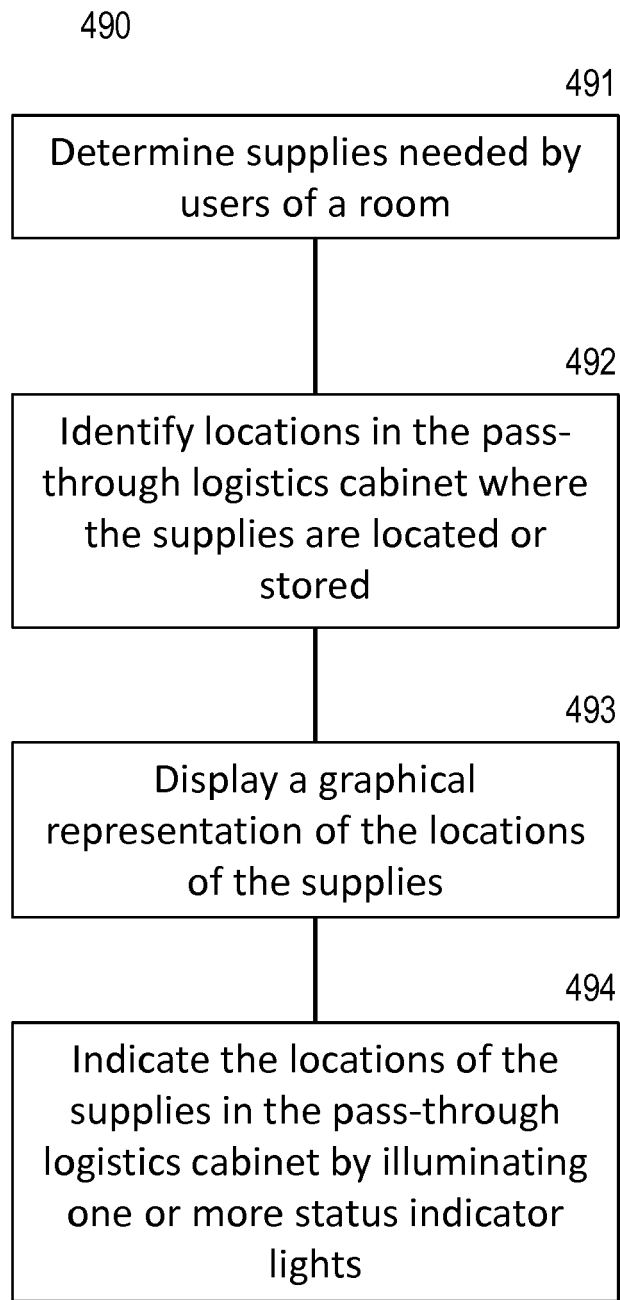 490
491
Determine supplies needed by
users of a room
492
Identify locations in the pass-
through logistics cabinet where
the supplies are located or
stored
493
Display a graphical
representation of the locations
of the supplies
494
Indicate the locations of the
supplies in the pass-through
logistics cabinet by illuminating
one or more status indicator
lights